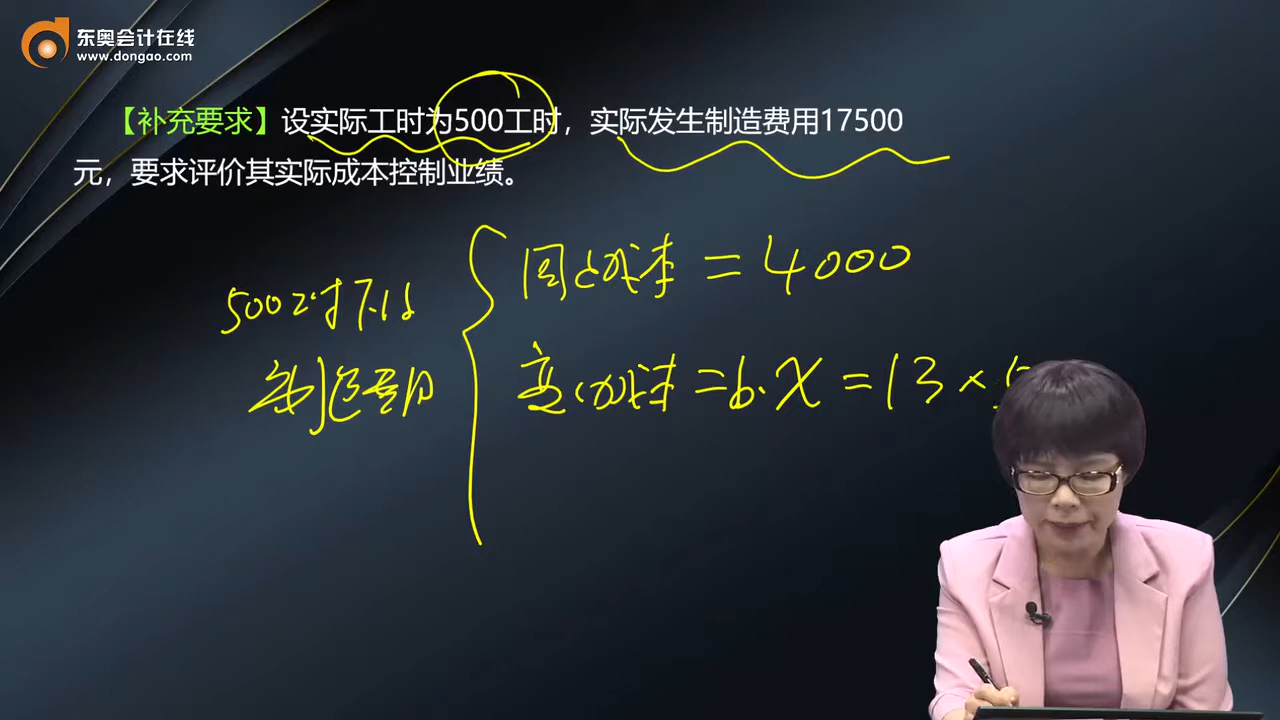 东奥会计在线
www.dongao.com
【补充要求】设实际工时为500工时，实际发生制造费用17500
元，要求评价其实际成本控制业绩。
固定成本=4000
500工时下的
制造费用
变动成本=b·X=13×5